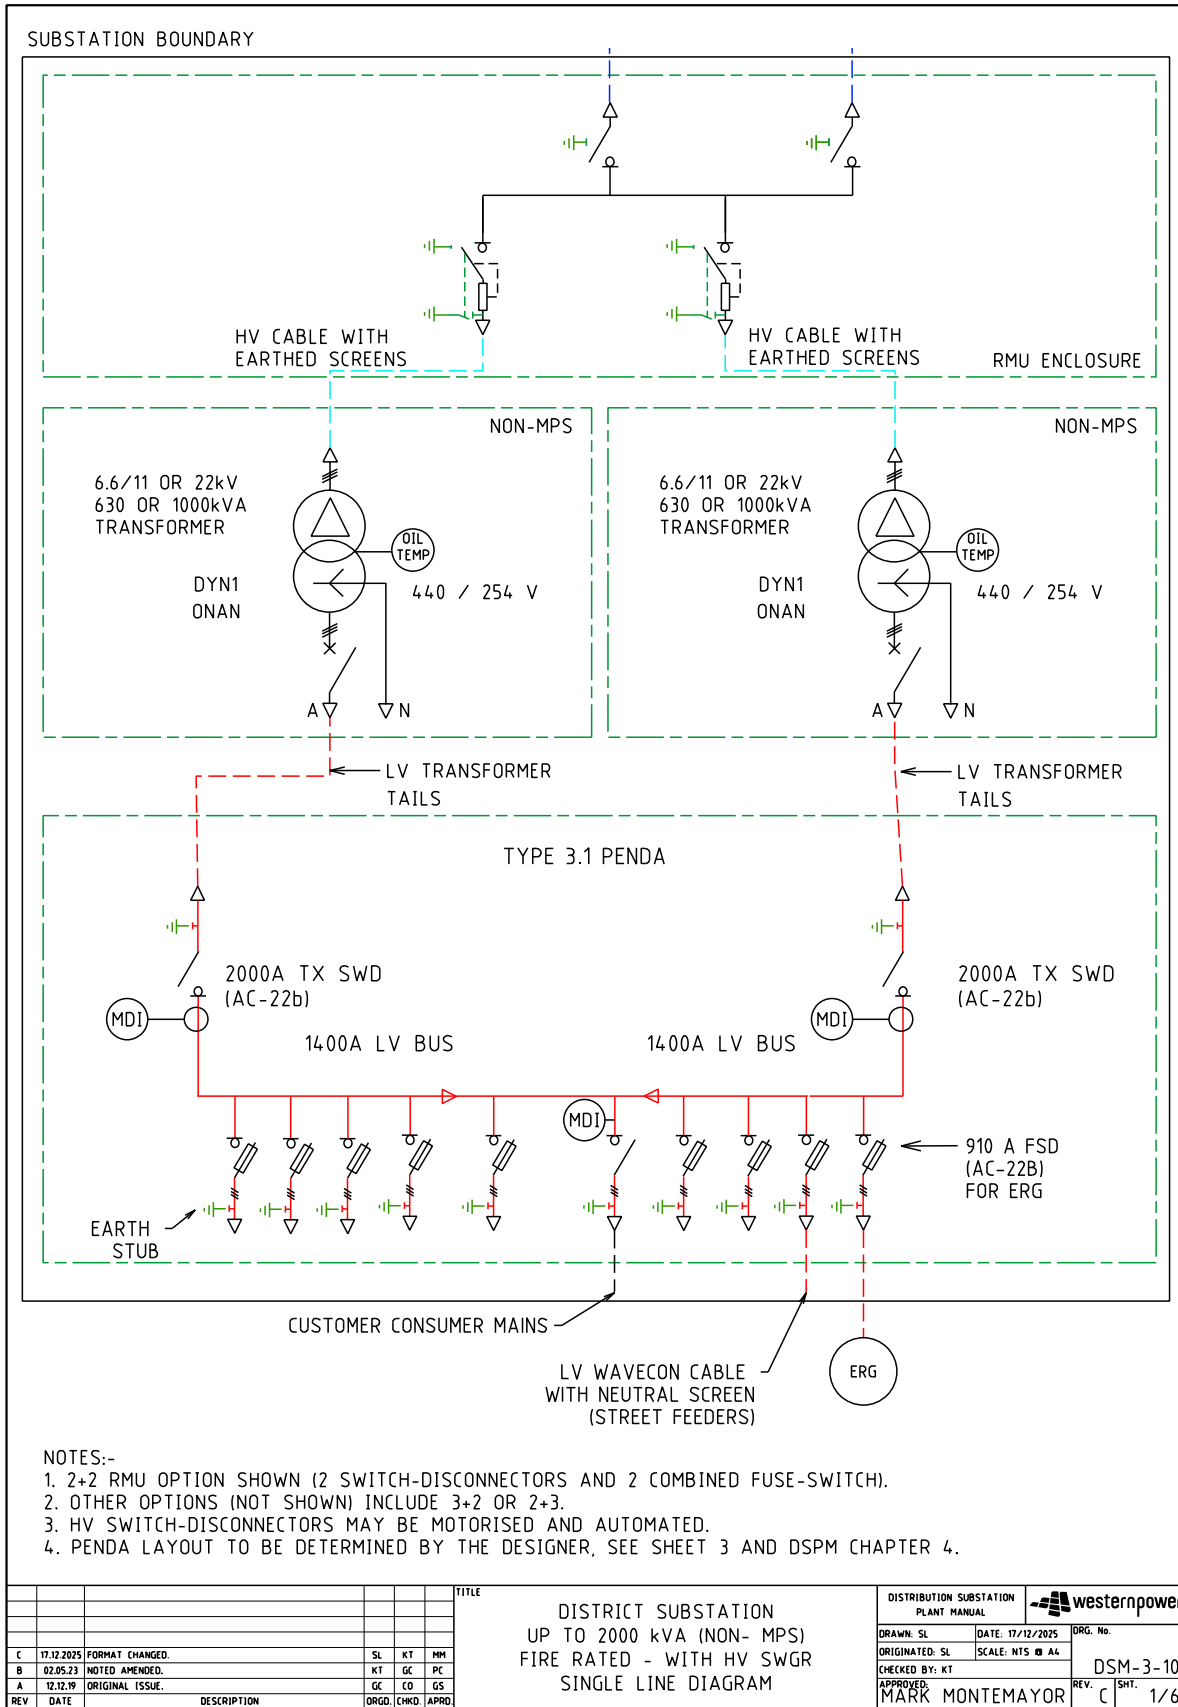 SUBSTATION BOUNDARY
HV CABLE WITH
EARTHED SCREENS
HV CABLE WITH
EARTHED SCREENS
RMU ENCLOSURE
NON-MPS
6.6/11 OR 22kV
630 OR 1000kVA
TRANSFORMER
OIL
TEMP
DYN1
ONAN
440 / 254 V
A
N
NON-MPS
6.6/11 OR 22kV
630 OR 1000kVA
TRANSFORMER
OIL
TEMP
DYN1
ONAN
440 / 254 V
A
N
LV TRANSFORMER
TAILS
LV TRANSFORMER
TAILS
TYPE 3.1 PENDA
2000A TX SWD
(AC-22b)
MDI
1400A LV BUS
2000A TX SWD
(AC-22b)
MDI
1400A LV BUS
MDI
910 A FSD
(AC-22B)
FOR ERG
EARTH
STUB
CUSTOMER CONSUMER MAINS
LV WAVECON CABLE
WITH NEUTRAL SCREEN
(STREET FEEDERS)
ERG
NOTES:-
1. 2+2 RMU OPTION SHOWN (2 SWITCH-DISCONNECTORS AND 2 COMBINED FUSE-SWITCH).
2. OTHER OPTIONS (NOT SHOWN) INCLUDE 3+2 OR 2+3.
3. HV SWITCH-DISCONNECTORS MAY BE MOTORISED AND AUTOMATED.
4. PENDA LAYOUT TO BE DETERMINED BY THE DESIGNER, SEE SHEET 3 AND DSPM CHAPTER 4.
C 17.12.2025 FORMAT CHANGED. SL KT MM
B 02.05.23 NOTED AMENDED. KT GC PC
A 12.12.19 ORIGINAL ISSUE. GC CO GS
REV DATE DESCRIPTION ORGD. CHKD. APRD.
TITLE
DISTRICT SUBSTATION
UP TO 2000 kVA (NON- MPS)
FIRE RATED - WITH HV SWGR
SINGLE LINE DIAGRAM
DISTRIBUTION SUBSTATION
PLANT MANUAL
westernpower
DRAWN: SL DATE: 17/12/2025
ORIGINATED: SL SCALE: NTS @ A4
CHECKED BY: KT
APPROVED:
MARK MONTEMAYOR
DRG. No.
DSM-3-10
REV. C
SHT. 1/6